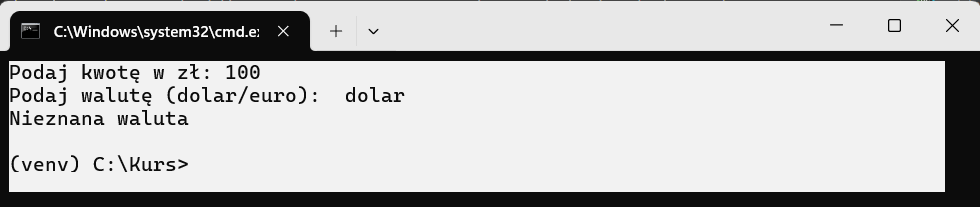 C:\Windows\system32\cmd.e
Podaj kwotę w zł: 100
Podaj walutę (dolar/euro):  dolar
Nieznana waluta
(venv) C:\Kurs>